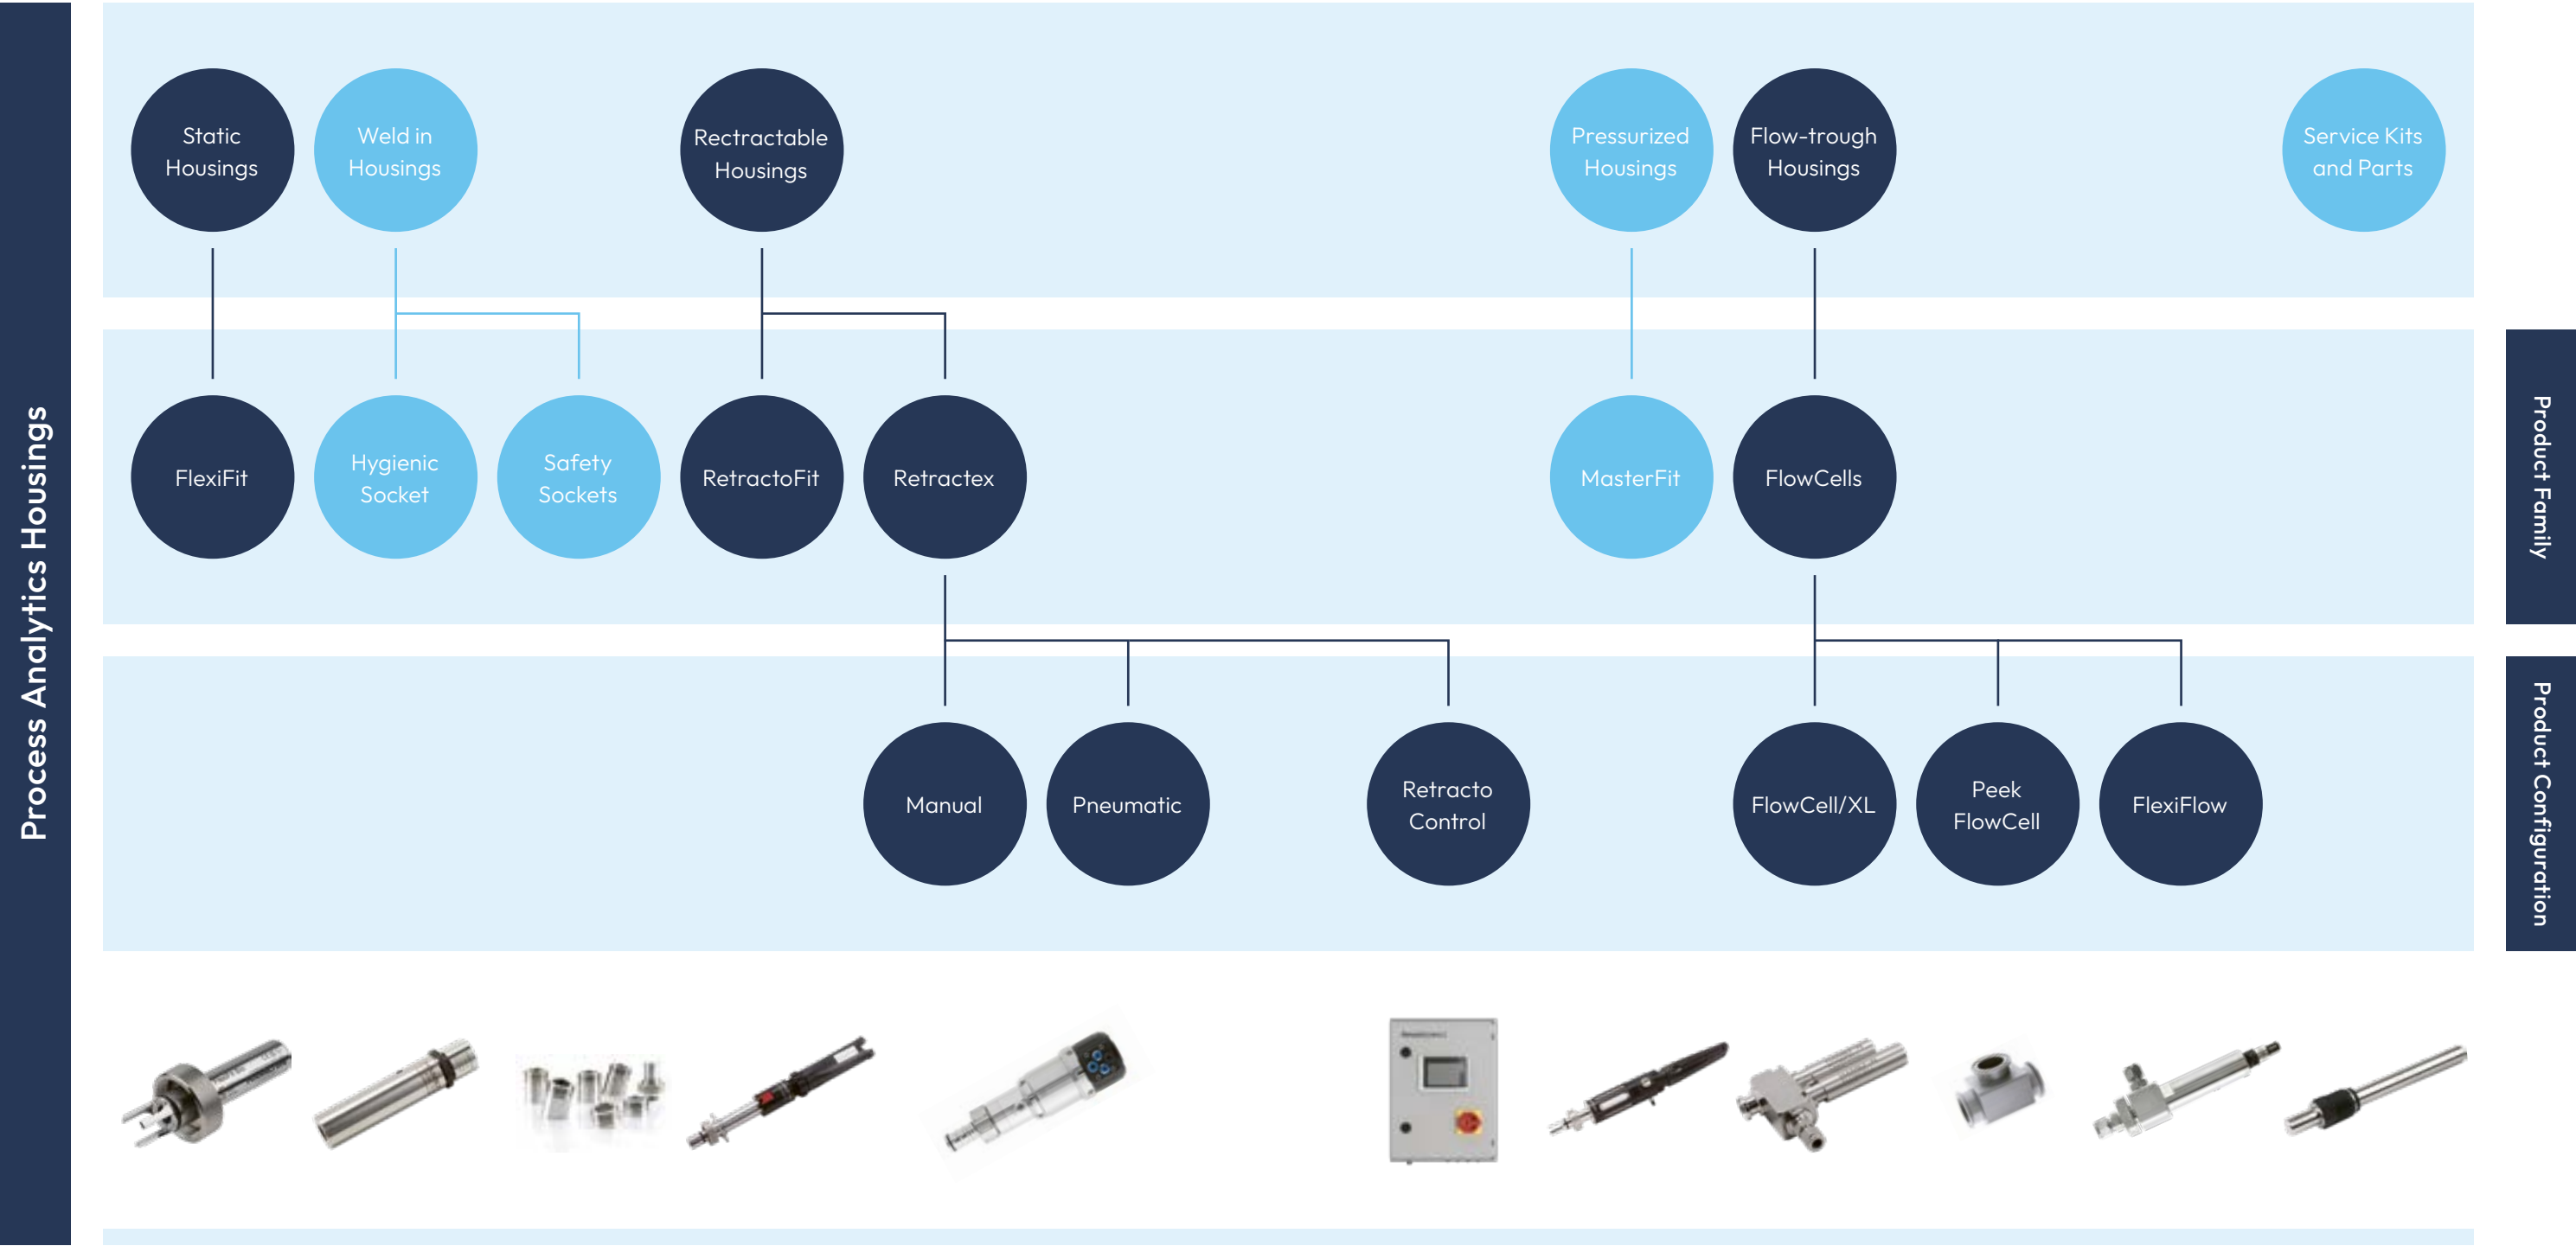 Process Analytics Housings
Static
Housings
Weld in
Housings
Rectractable
Housings
Pressurized
Housings
Flow-trough
Housings
Service Kits
and Parts
Product Family
FlexiFit
Hygienic
Socket
Safety
Sockets
RetractoFit
Retractex
MasterFit
FlowCells
Product Configuration
Manual
Pneumatic
Retracto
Control
FlowCell/XL
Peek
FlowCell
FlexiFlow